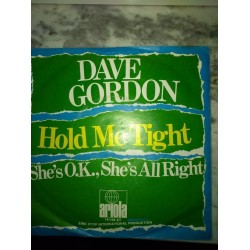 DAVE
GORDON
Hold Me Tight
She's O.K., She's All Right
ariola